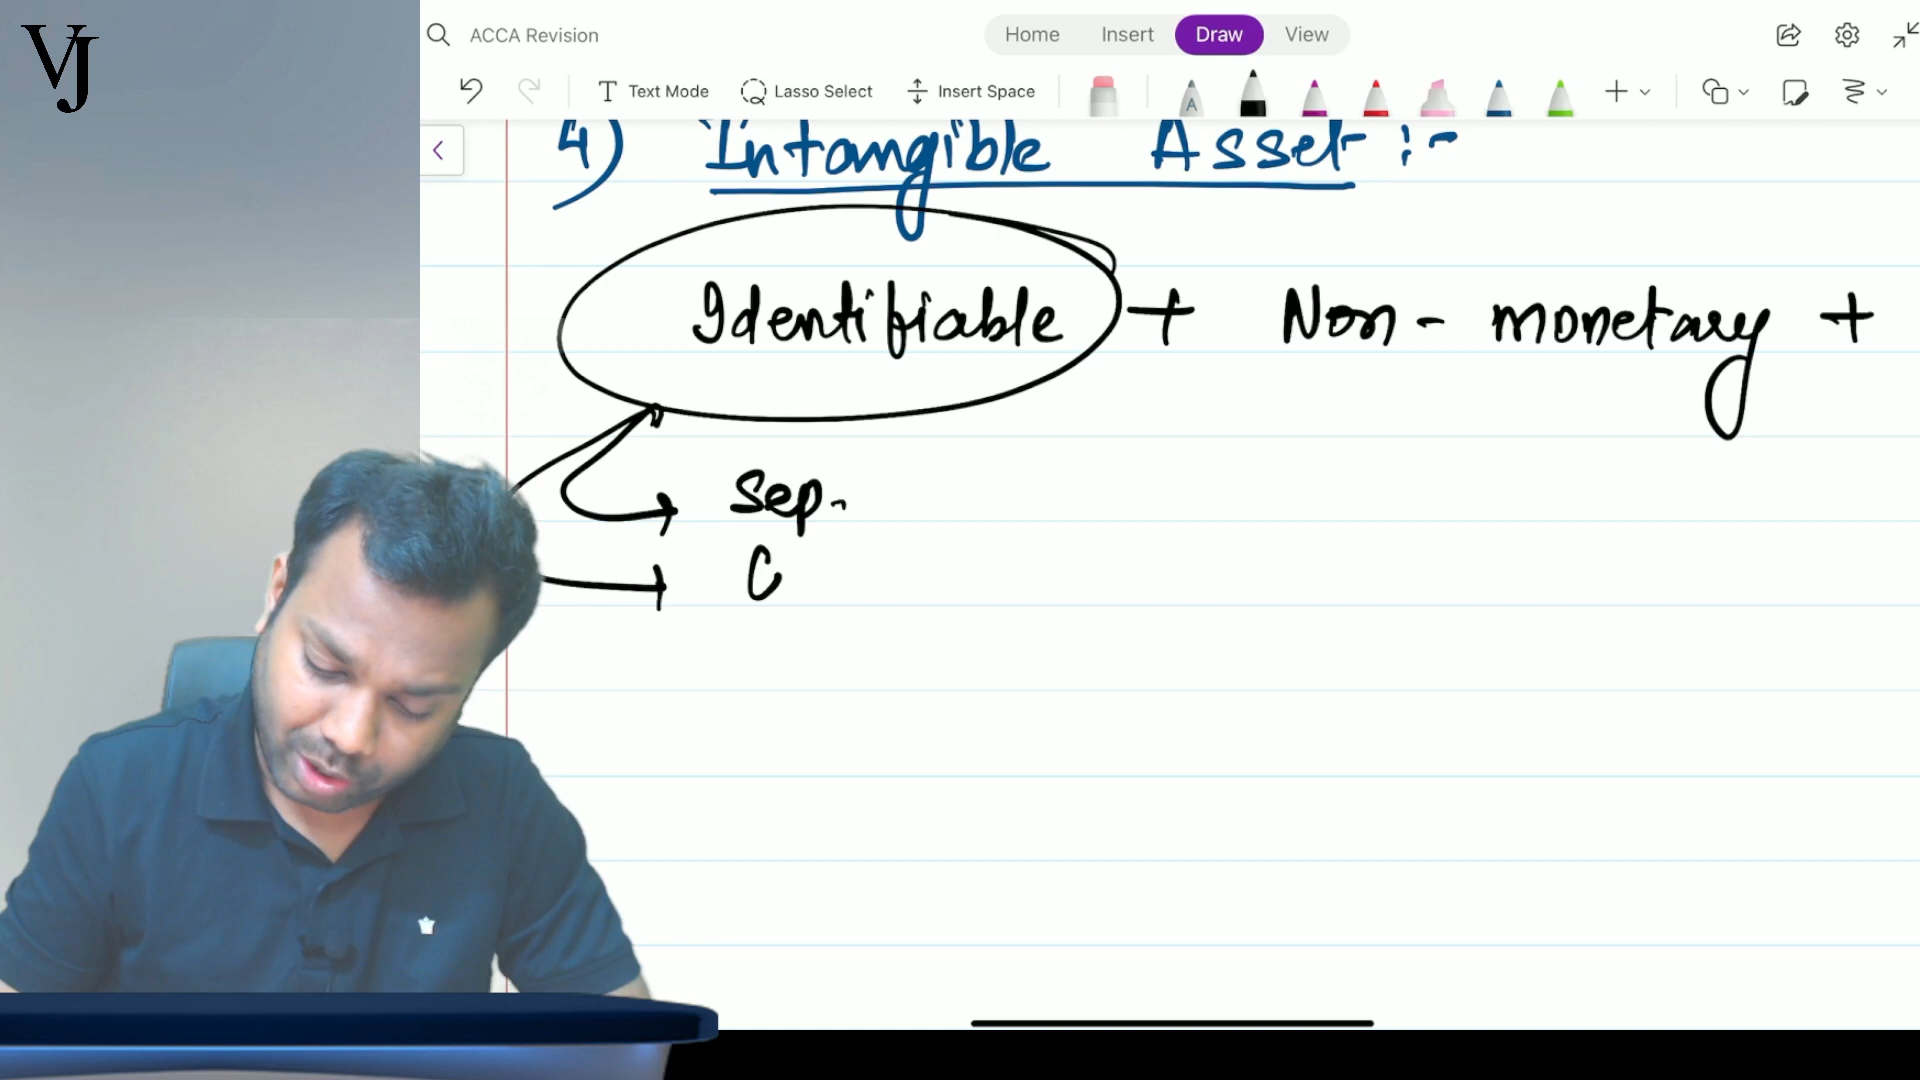 VJ
ACCA Revision
Home Insert Draw View
Text Mode Lasso Select Insert Space
A
4) Intangible Asset :-
Identifiable + Non - monetary +
Sep.
C